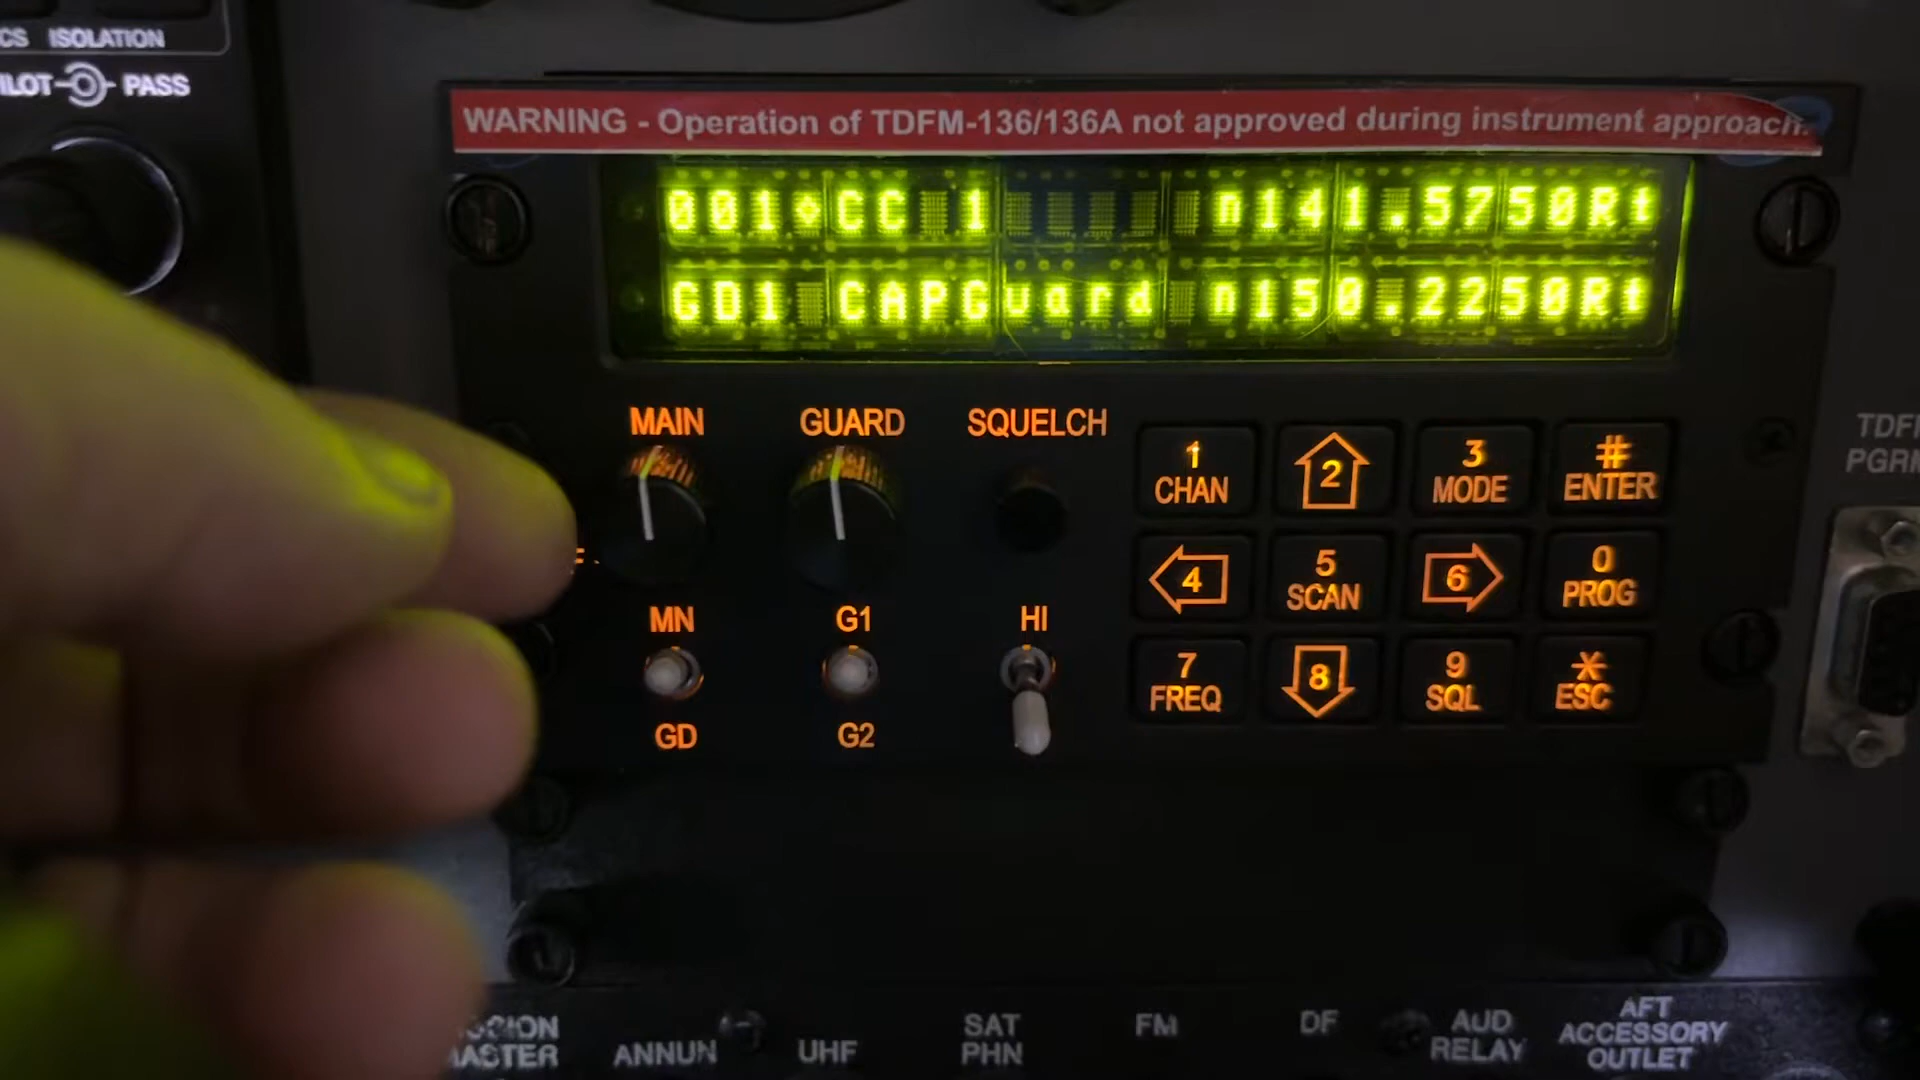 ISOLATION
PASS
WARNING - Operation of TDFM-136/136A not approved during instrument approach.
001 CC 1 n141.5750Rt
GD1 CAPGuard n150.2250Rt
MAIN GUARD SQUELCH
1 CHAN
2
3 MODE
# ENTER
4
5 SCAN
6
0 PROG
MN G1 HI
7 FREQ
8
9 SQL
* ESC
GD G2
ANNUN
UHF
SAT PHN
FM
DF
AUD RELAY
AFT ACCESSORY OUTLET